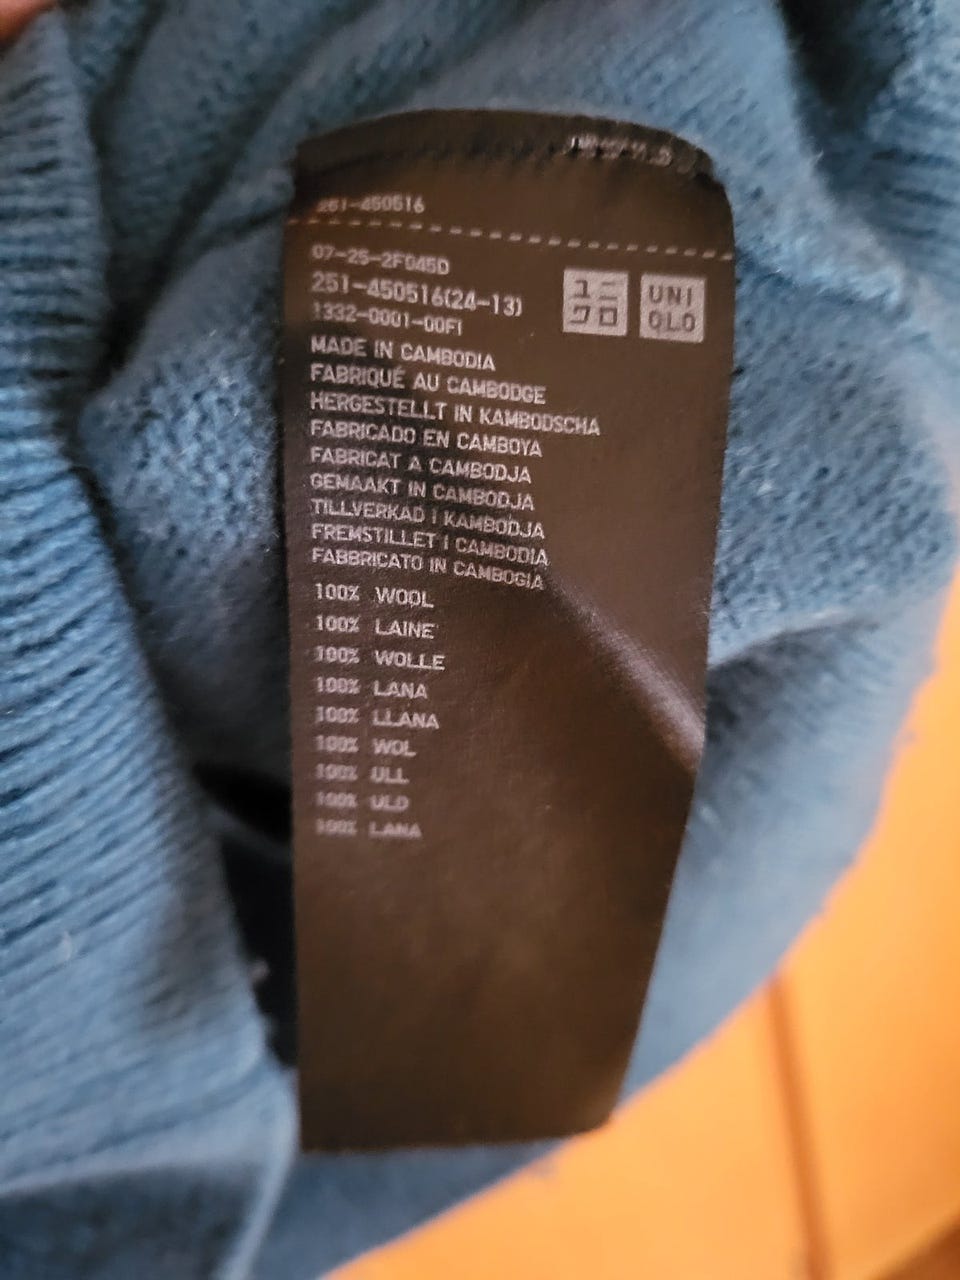 251-450516
07-25-2F045D
251-450516(24-13)
1332-0001-00F1
ユニ
クロ
UNI
QLO
MADE IN CAMBODIA
FABRIQUÉ AU CAMBODGE
HERGESTELLT IN KAMBODSCHA
FABRICADO EN CAMBOYA
FABRICAT A CAMBODJA
GEMAAKT IN CAMBODJA
TILLVERKAD I KAMBODJA
FREMSTILLET I CAMBODIA
FABBRICATO IN CAMBOGIA
100% WOOL
100% LAINE
100% WOLLE
100% LANA
100% LLANA
100% WOL
100% ULL
100% ULD
100% LANA